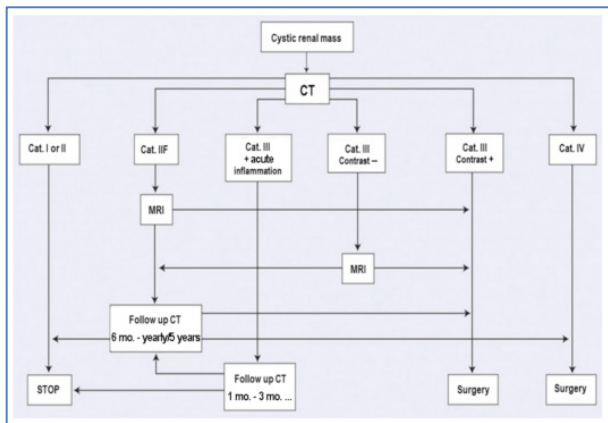 Cystic renal mass
CT
Cat. I or II
Cat. IIF
Cat. III
+ acute
inflammation
Cat. III
Contrast –
Cat. III
Contrast +
Cat. IV
MRI
MRI
Follow up CT
6 mo. - yearly/5 years
Follow up CT
1 mo. - 3 mo. ...
STOP
Surgery
Surgery